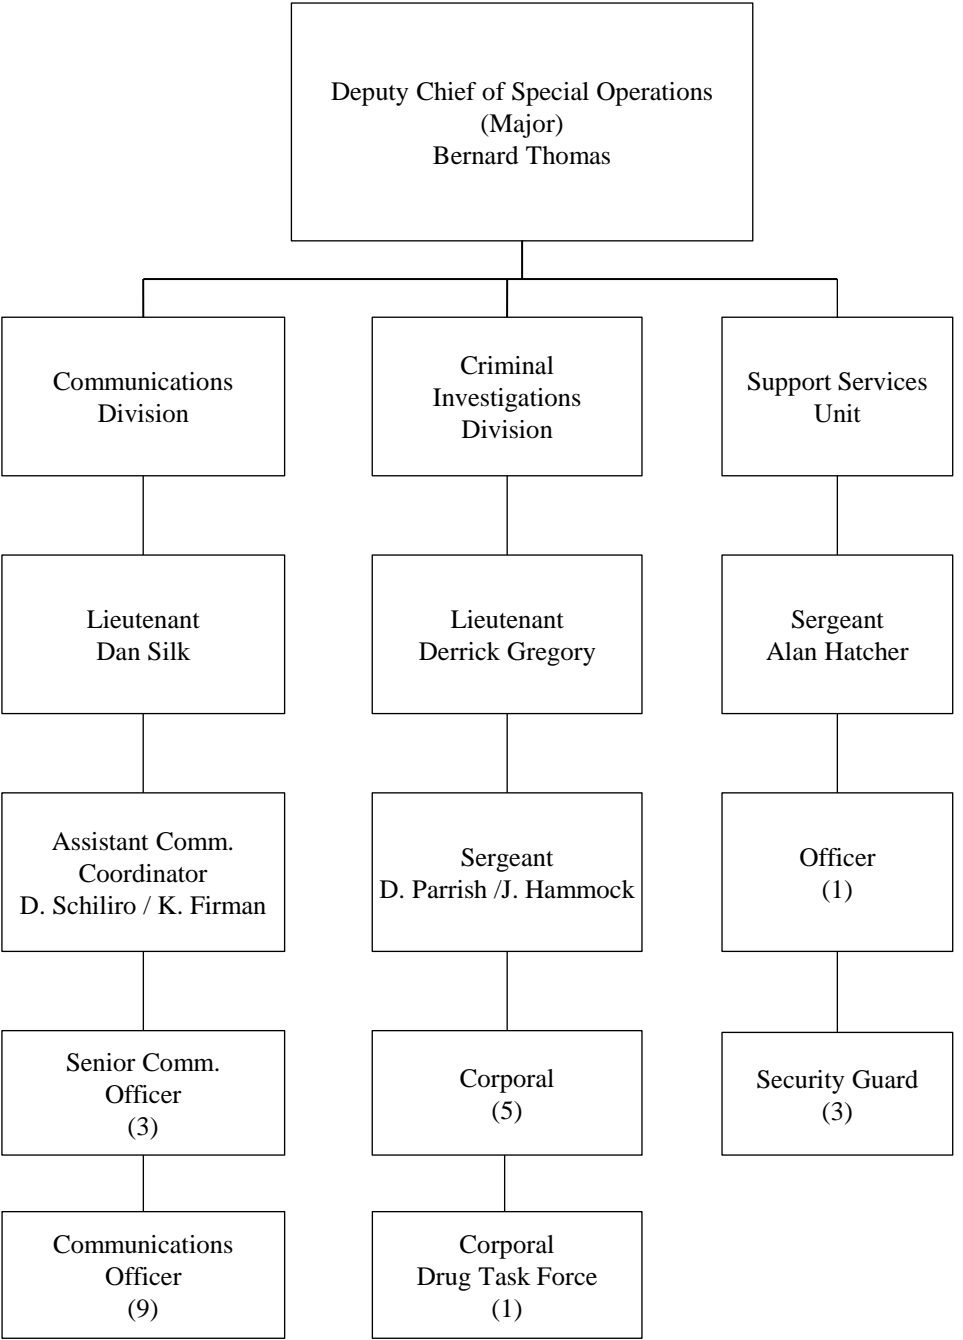 Deputy Chief of Special Operations
(Major)
Bernard Thomas
Communications
Division
Criminal
Investigations
Division
Support Services
Unit
Lieutenant
Dan Silk
Lieutenant
Derrick Gregory
Sergeant
Alan Hatcher
Assistant Comm.
Coordinator
D. Schiliro / K. Firman
Sergeant
D. Parrish /J. Hammock
Officer
(1)
Senior Comm.
Officer
(3)
Corporal
(5)
Security Guard
(3)
Communications
Officer
(9)
Corporal
Drug Task Force
(1)